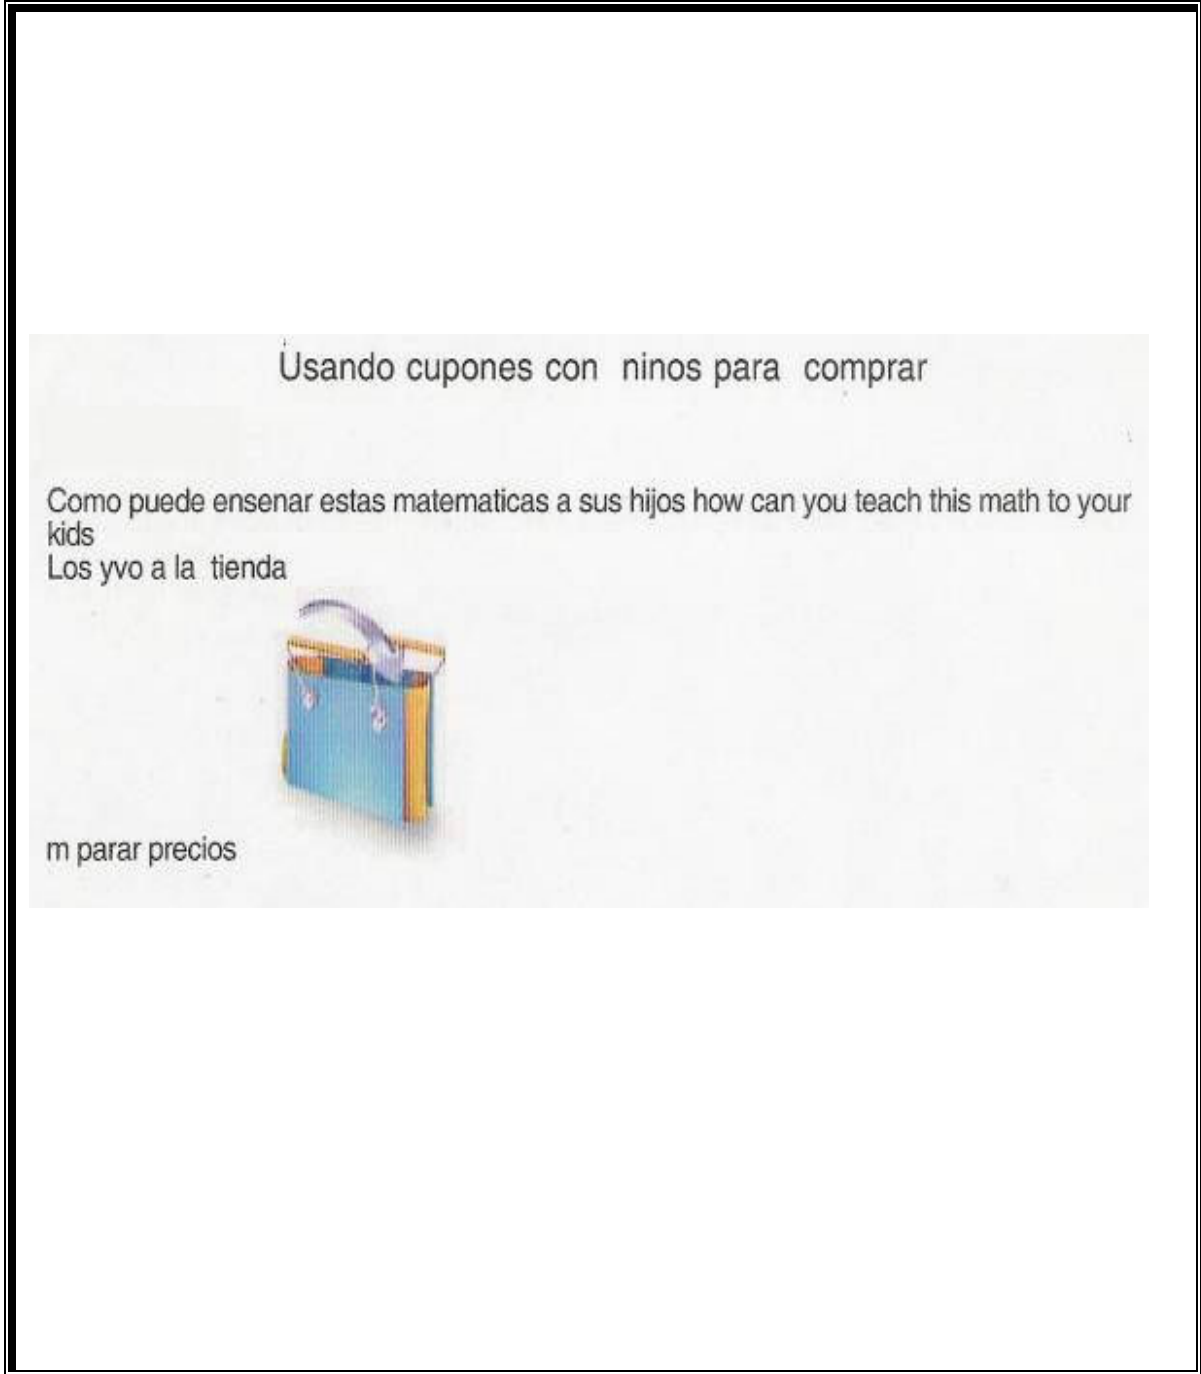 Usando cupones con ninos para comprar
Como puede ensenar estas matematicas a sus hijos how can you teach this math to your
kids
Los yvo a la tienda
m parar precios